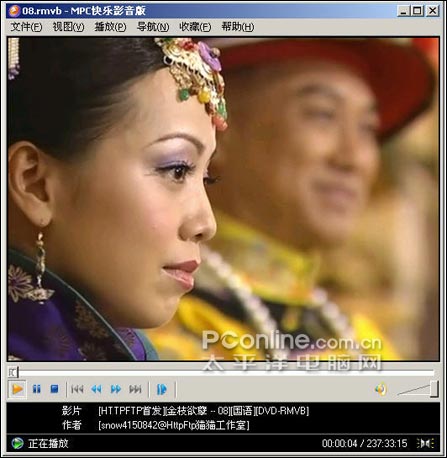 08.rmvb - MPC快乐影音版
文件(F) 视图(V) 播放(P) 导航(N) 收藏(F) 帮助(H)
PConline.com.cn
太平洋电脑网
影片 [HTTPFTP首发][金枝欲孽 -- 08][国语][DVD-RMVB]
作者 [snow4150842@HttpFtp猫猫工作室]
正在播放 00:00:04 / 237:33:15